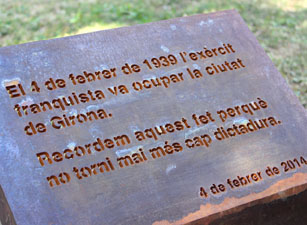 El 4 de febrer de 1939 l'exèrcit
franquista va ocupar la ciutat
de Girona.
Recordem aquest fet perquè
no torni mai més cap dictadura.
4 de febrer de 2014